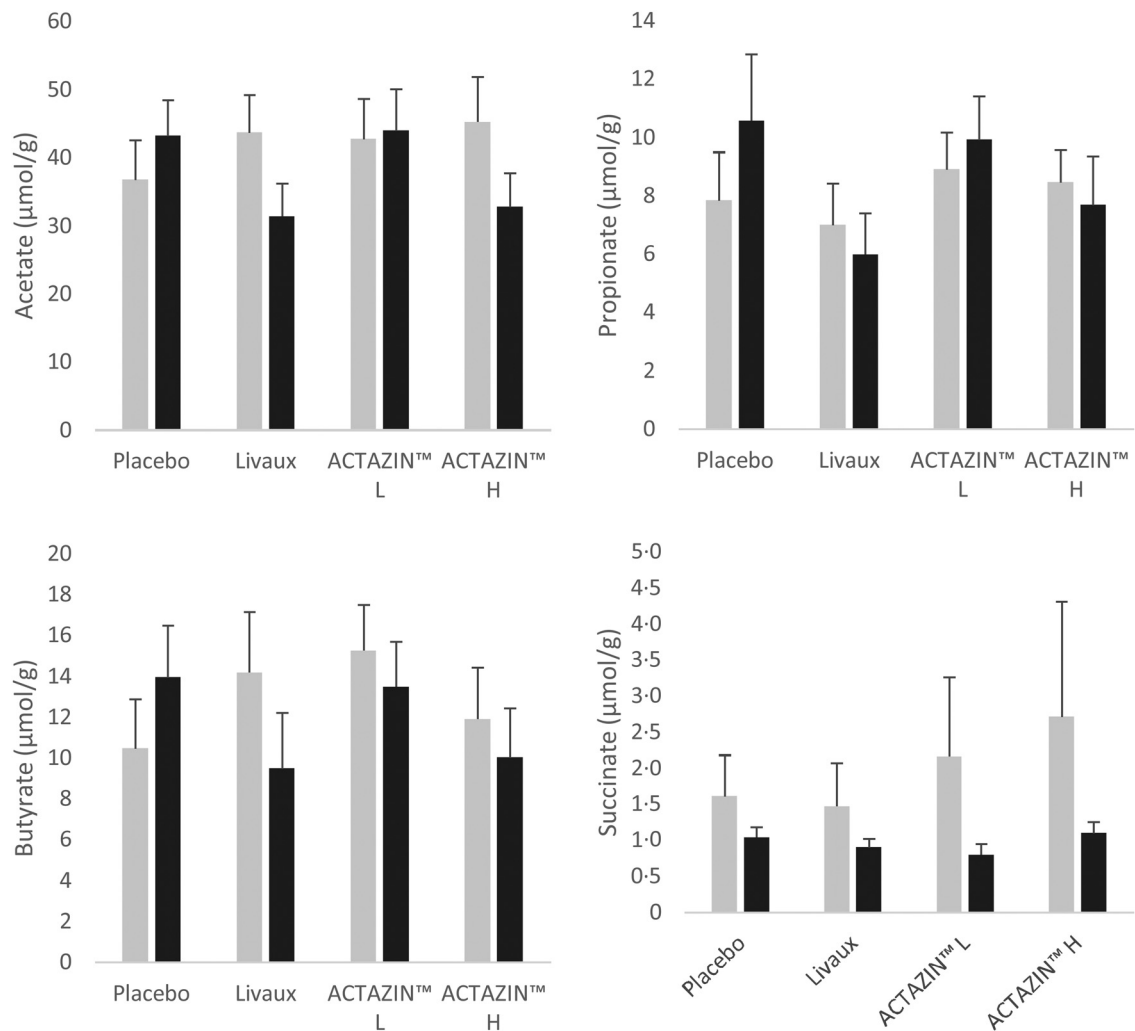 60
50
40
30
20
10
0
Acetate (µmol/g)
Placebo
Livaux
ACTAZIN™ L
ACTAZIN™ H
14
12
10
8
6
4
2
0
Propionate (µmol/g)
Placebo
Livaux
ACTAZIN™ L
ACTAZIN™ H
20
18
16
14
12
10
8
6
4
2
0
Butyrate (µmol/g)
Placebo
Livaux
ACTAZIN™ L
ACTAZIN™ H
5·0
4·5
4·0
3·5
3·0
2·5
2·0
1·5
1·0
0·5
0
Succinate (µmol/g)
Placebo
Livaux
ACTAZIN™ L
ACTAZIN™ H